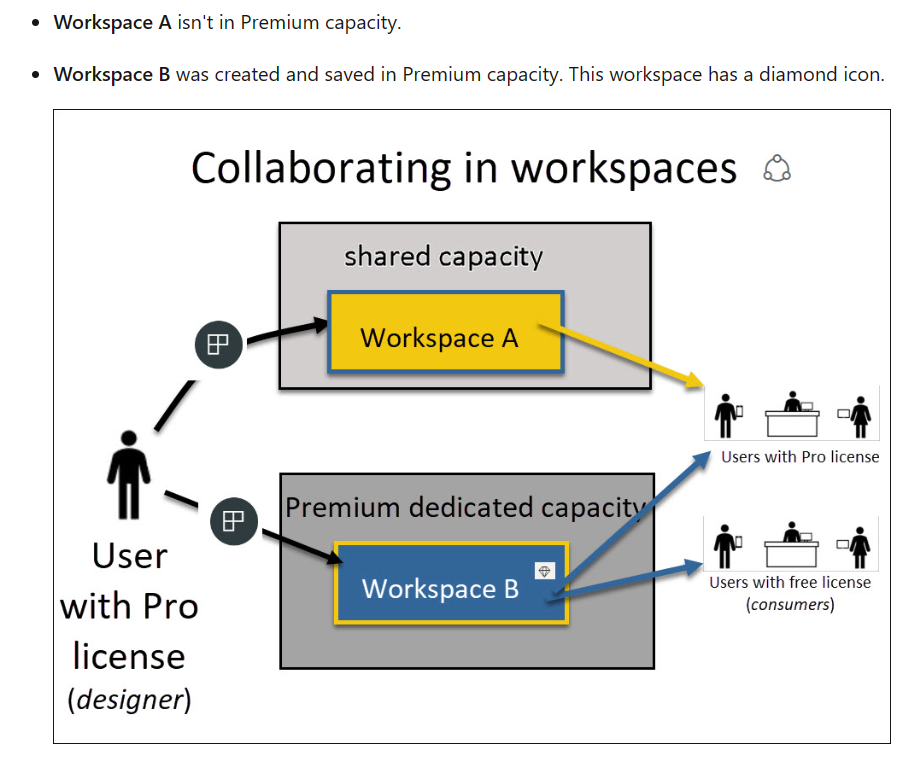 Workspace A isn't in Premium capacity.
Workspace B was created and saved in Premium capacity. This workspace has a diamond icon.
Collaborating in workspaces
shared capacity
Workspace A
Users with Pro license
Premium dedicated capacity
Workspace B
Users with free license
(consumers)
User
with Pro
license
(designer)